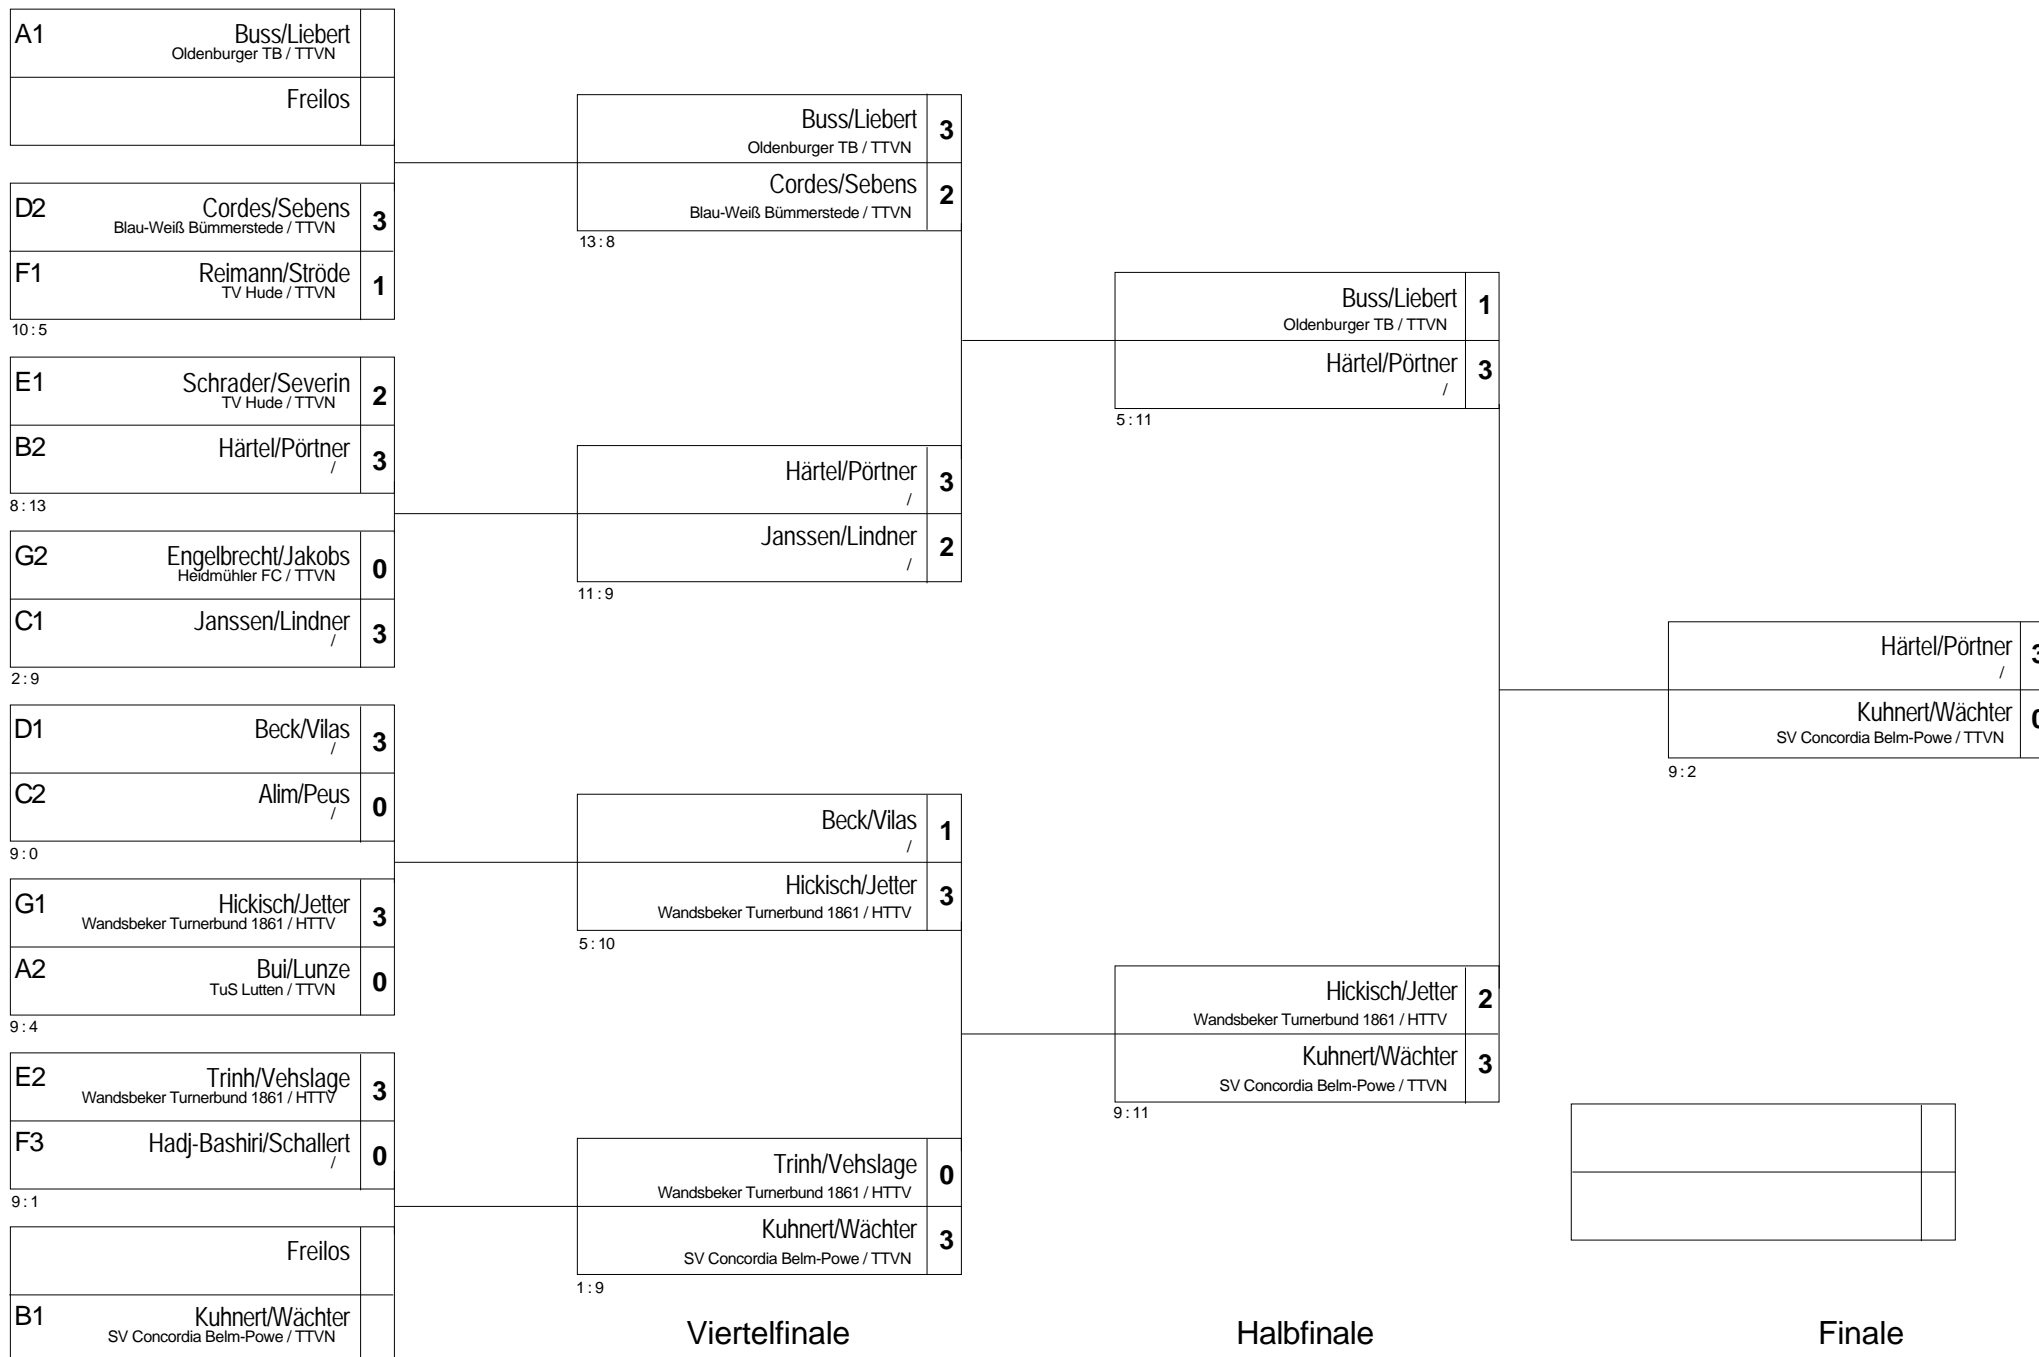 A1 Buss/Liebert
Oldenburger TB / TTVN
Freilos
D2 Cordes/Sebens 3
Blau-Weiß Bümmerstede / TTVN
F1 Reimann/Ströde 1
TV Hude / TTVN
10 : 5
E1 Schrader/Severin 2
TV Hude / TTVN
B2 Härtel/Pörtner 3
/
8 : 13
G2 Engelbrecht/Jakobs 0
Heidmühler FC / TTVN
C1 Janssen/Lindner 3
/
2 : 9
D1 Beck/Vilas 3
/
C2 Alim/Peus 0
/
9 : 0
G1 Hickisch/Jetter 3
Wandsbeker Turnerbund 1861 / HTTV
A2 Bui/Lunze 0
TuS Lutten / TTVN
9 : 4
E2 Trinh/Vehslage 3
Wandsbeker Turnerbund 1861 / HTTV
F3 Hadj-Bashiri/Schallert 0
/
9 : 1
Freilos
B1 Kuhnert/Wächter
SV Concordia Belm-Powe / TTVN
Buss/Liebert 3
Oldenburger TB / TTVN
Cordes/Sebens 2
Blau-Weiß Bümmerstede / TTVN
13 : 8
Härtel/Pörtner 3
/
Janssen/Lindner 2
/
11 : 9
Beck/Vilas 1
/
Hickisch/Jetter 3
Wandsbeker Turnerbund 1861 / HTTV
5 : 10
Trinh/Vehslage 0
Wandsbeker Turnerbund 1861 / HTTV
Kuhnert/Wächter 3
SV Concordia Belm-Powe / TTVN
1 : 9
Viertelfinale
Buss/Liebert 1
Oldenburger TB / TTVN
Härtel/Pörtner 3
/
5 : 11
Hickisch/Jetter 2
Wandsbeker Turnerbund 1861 / HTTV
Kuhnert/Wächter 3
SV Concordia Belm-Powe / TTVN
9 : 11
Halbfinale
Härtel/Pörtner 3
/
Kuhnert/Wächter 0
SV Concordia Belm-Powe / TTVN
9 : 2
Finale